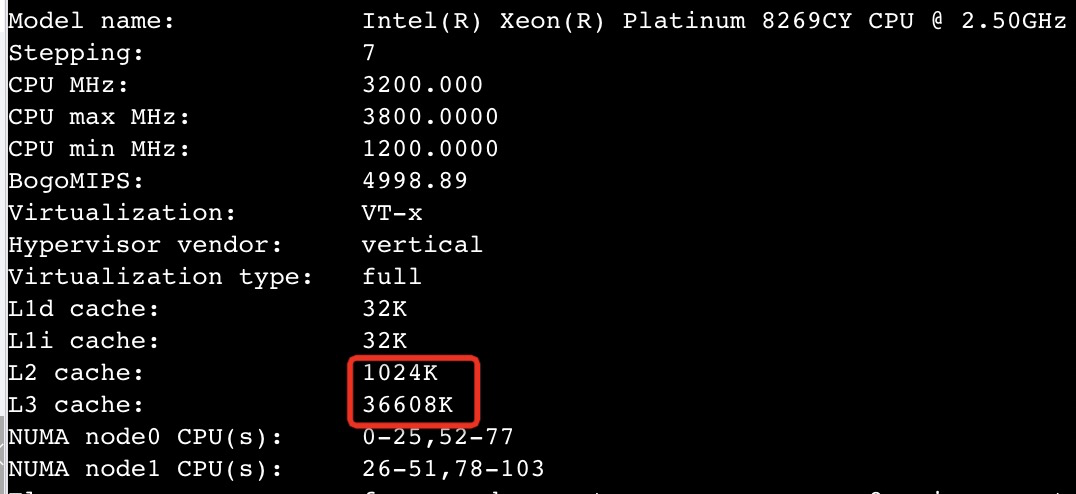 Model name: Intel(R) Xeon(R) Platinum 8269CY CPU @ 2.50GHz
Stepping: 7
CPU MHz: 3200.000
CPU max MHz: 3800.0000
CPU min MHz: 1200.0000
BogoMIPS: 4998.89
Virtualization: VT-x
Hypervisor vendor: vertical
Virtualization type: full
L1d cache: 32K
L1i cache: 32K
L2 cache: 1024K
L3 cache: 36608K
NUMA node0 CPU(s): 0-25,52-77
NUMA node1 CPU(s): 26-51,78-103